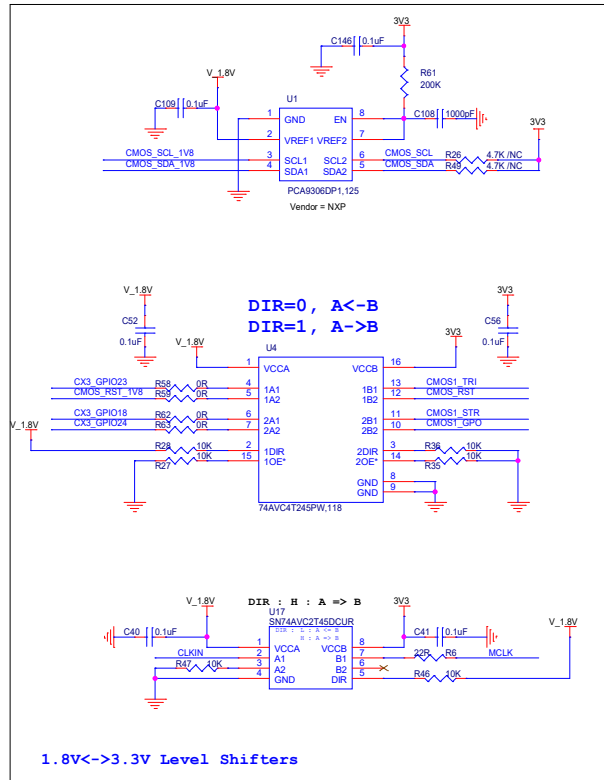 3V3
C146 0.1uF
R61
200K
V_1.8V
C109 0.1uF
U1
1 GND EN 8
C108 1000pF
3V3
2 VREF1 VREF2 7
CMOS_SCL_1V8 3 SCL1 SCL2 6 CMOS_SCL R26 4.7K /NC
CMOS_SDA_1V8 4 SDA1 SDA2 5 CMOS_SDA R49 4.7K /NC
PCA9306DP1,125
Vendor = NXP
V_1.8V
C52
0.1uF
DIR=0, A<-B
DIR=1, A->B
3V3
C56
0.1uF
V_1.8V
U4
3V3
1 VCCA VCCB 16
CX3_GPIO23 R58 0R 4 1A1 1B1 13 CMOS1_TRI
CMOS_RST_1V8 R59 0R 5 1A2 1B2 12 CMOS_RST
CX3_GPIO18 R62 0R 6 2A1 2B1 11 CMOS1_STR
CX3_GPIO24 R63 0R 7 2A2 2B2 10 CMOS1_GPO
V_1.8V
R28 10K 2 1DIR 2DIR 3 R36 10K
R27 10K 15 1OE* 2OE* 14 R35 10K
GND 8
GND 9
74AVC4T245PW,118
DIR : H : A => B
U17
SN74AVC2T45DCUR
DIR : L : A <= B
H : A => B
V_1.8V
3V3
V_1.8V
C40 0.1uF
C41 0.1uF
1 VCCA VCCB 8
CLKIN 2 A1 B1 7 22R R6 MCLK
R47 10K 3 A2 B2 6
4 GND DIR 5 R46 10K
1.8V<->3.3V Level Shifters